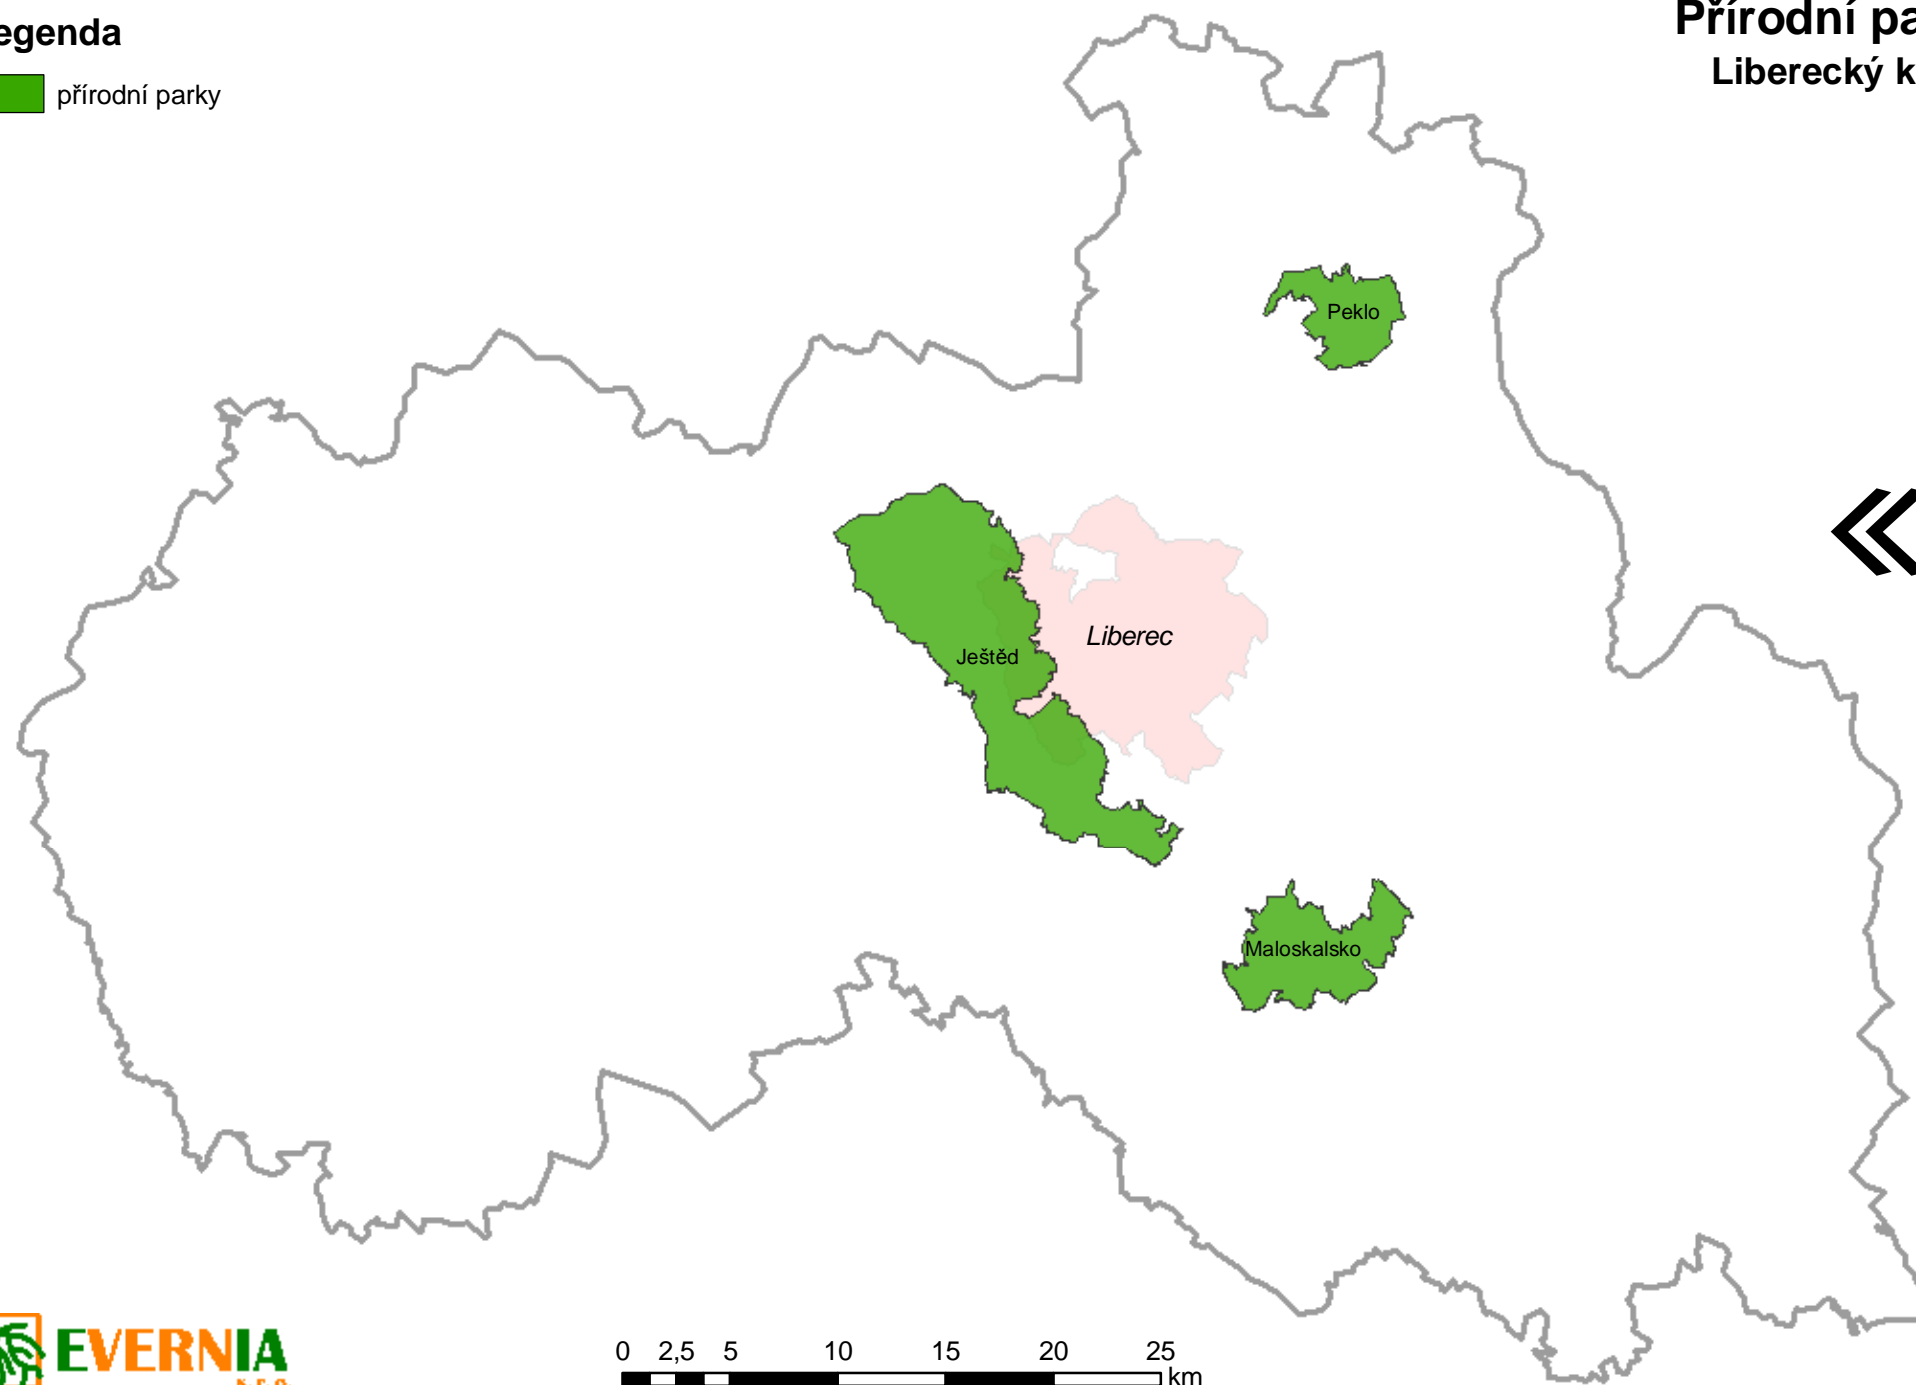 egenda
přírodní parky
Přírodní pa
Liberecký k
Peklo
Liberec
Ještěd
Maloskalsko
EVERNIA
s.r.o.
0 2,5 5 10 15 20 25
km